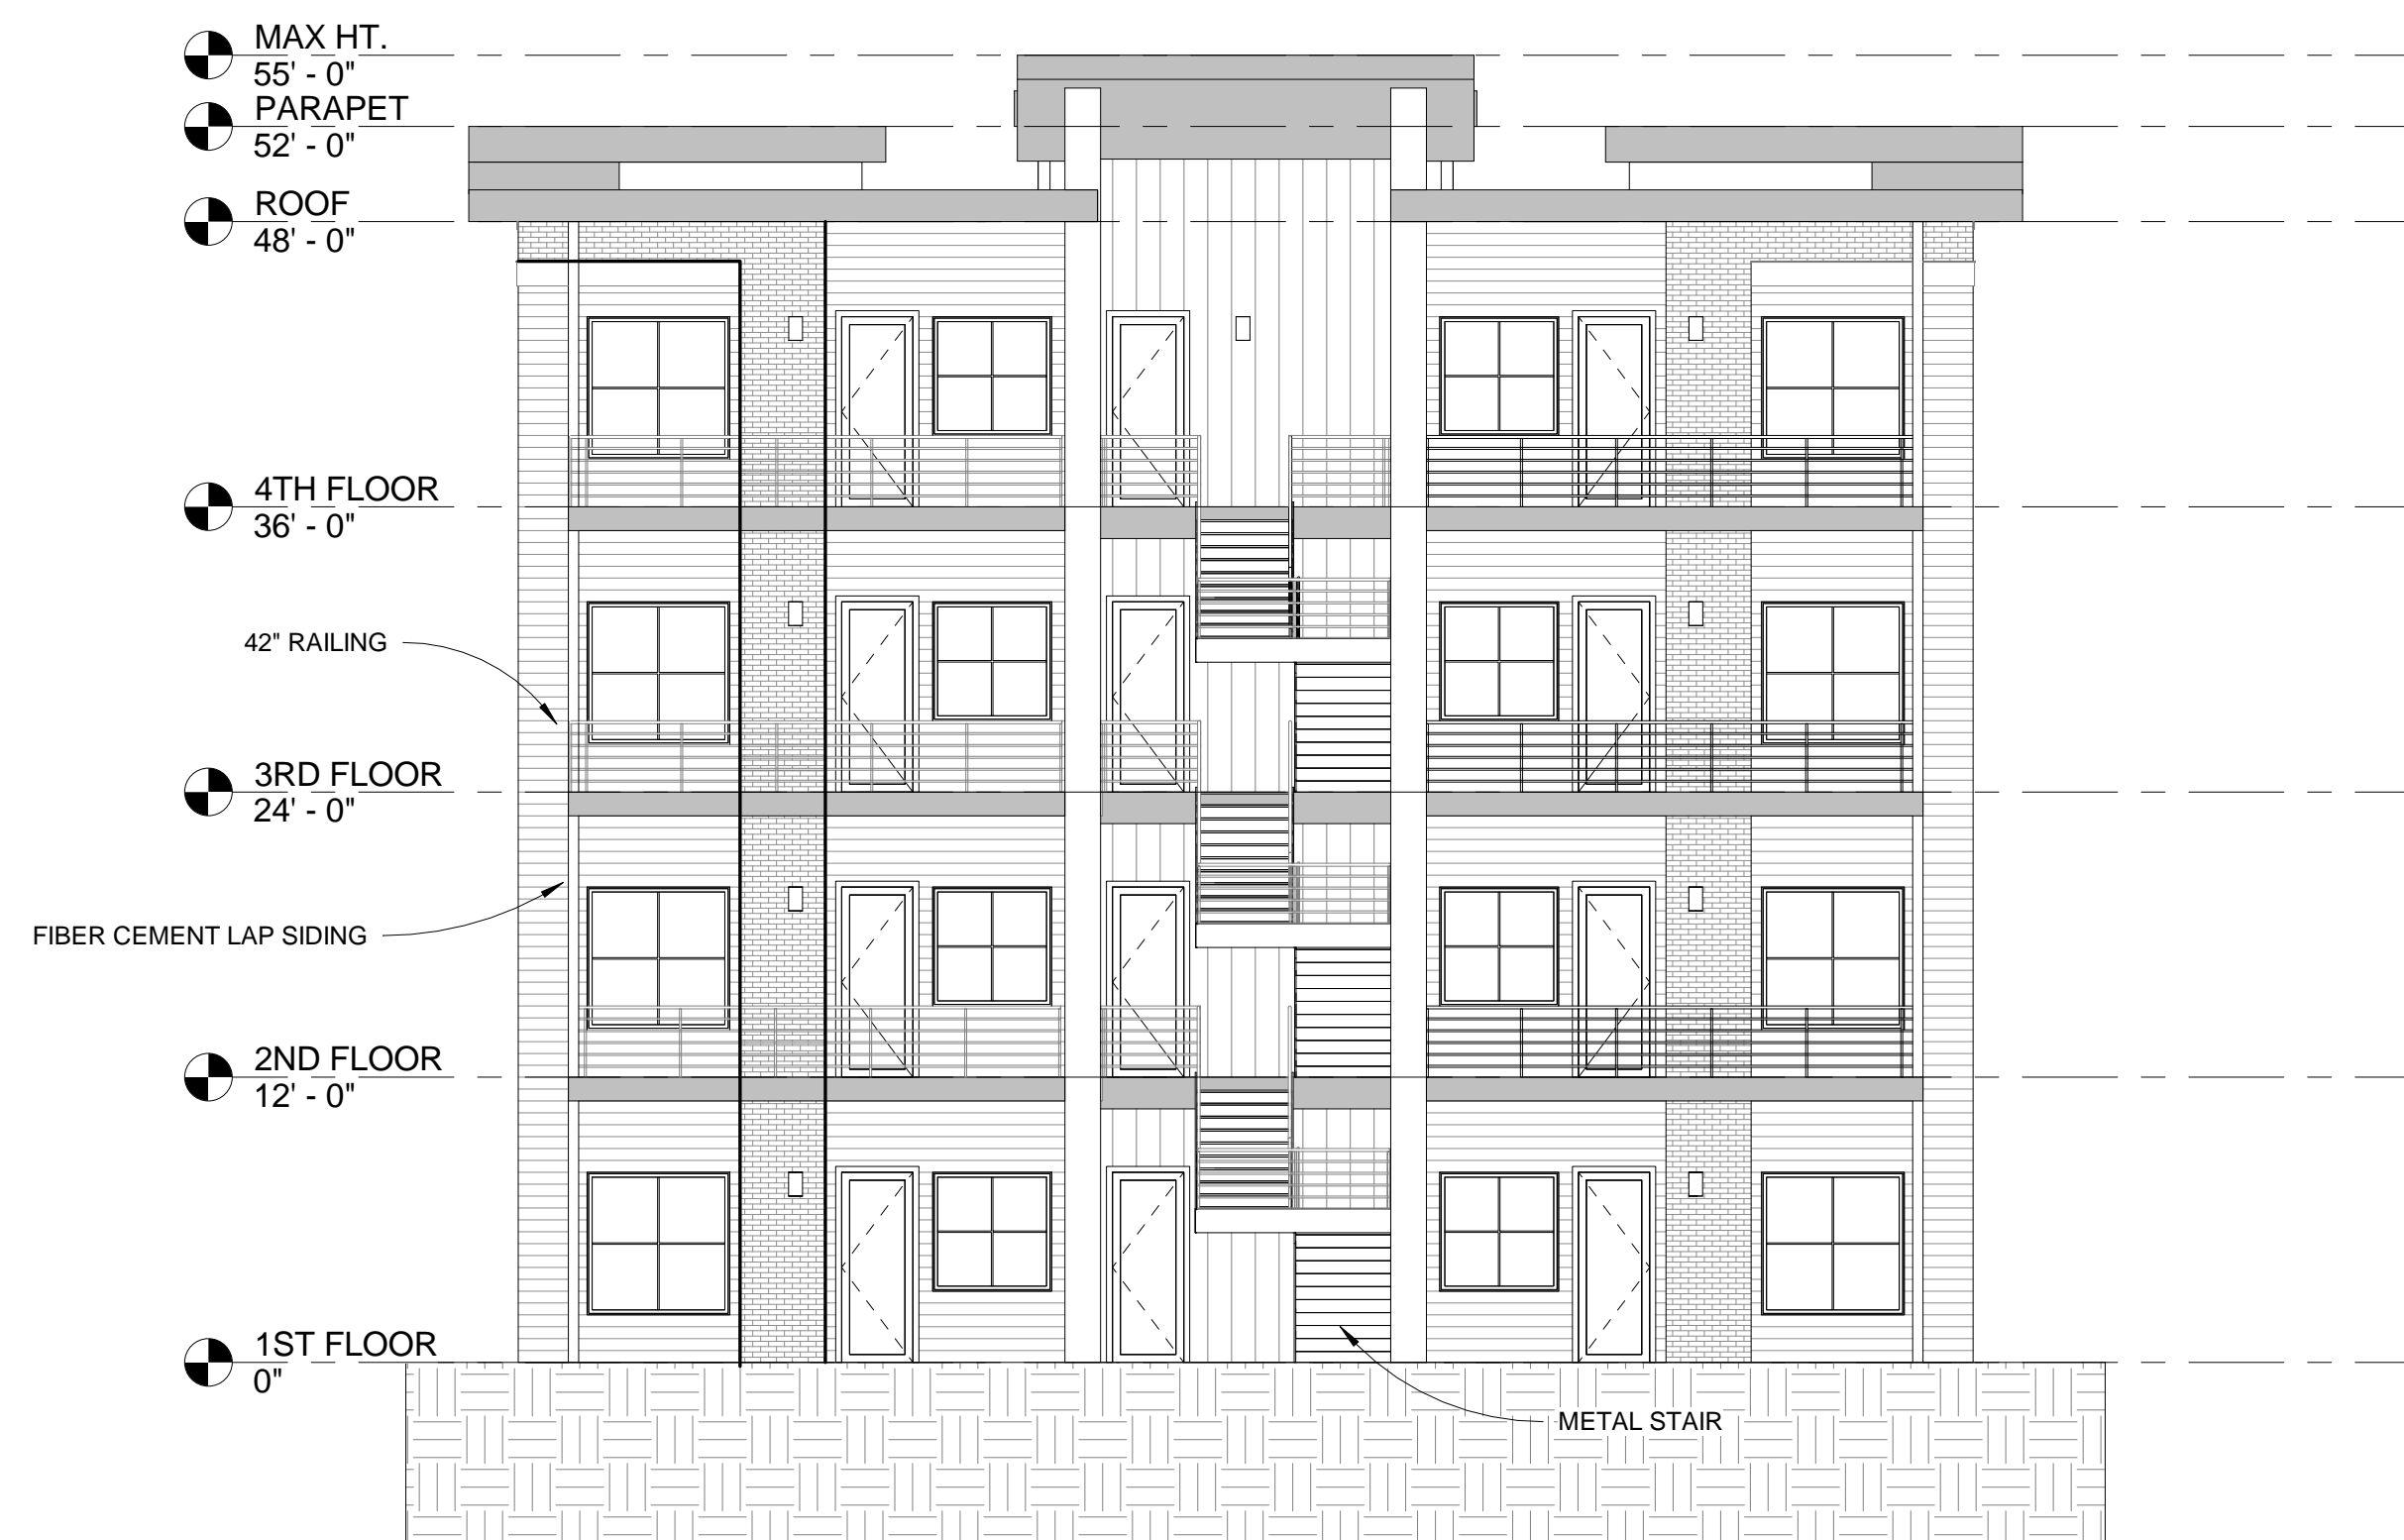 MAX HT.
55' - 0"
PARAPET
52' - 0"
ROOF
48' - 0"
4TH FLOOR
36' - 0"
42" RAILING
3RD FLOOR
24' - 0"
FIBER CEMENT LAP SIDING
2ND FLOOR
12' - 0"
1ST FLOOR
0"
METAL STAIR